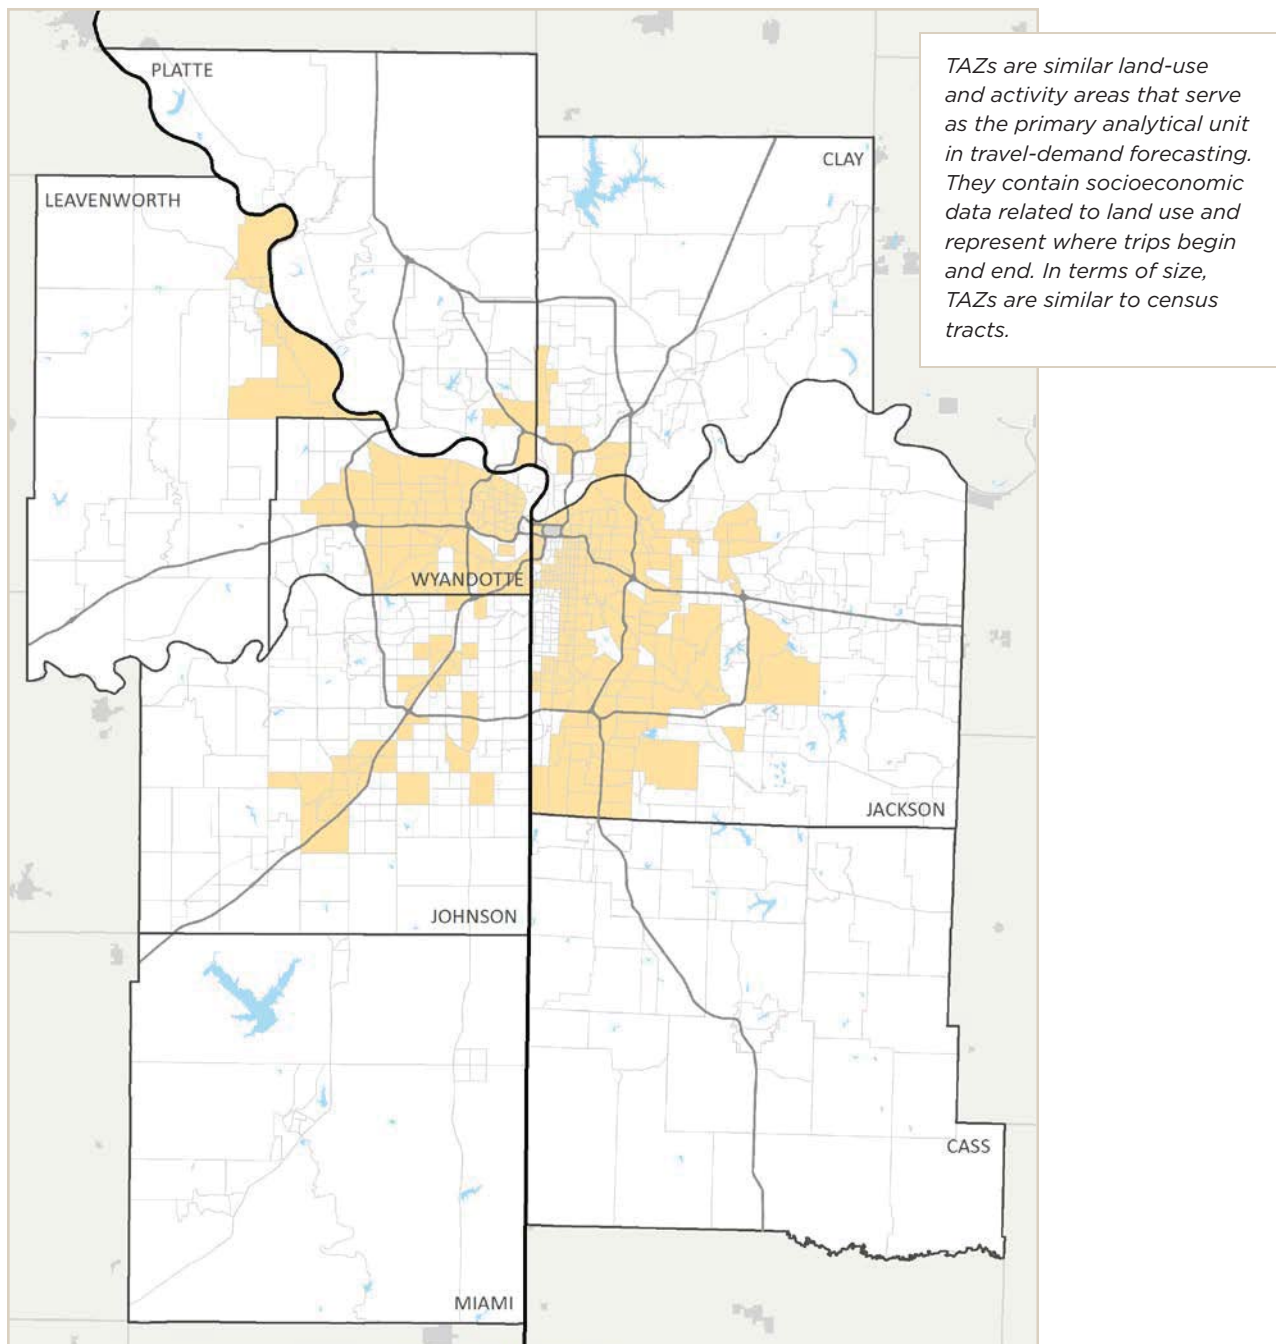 PLATTE
TAZs are similar land-use
and activity areas that serve
as the primary analytical unit
in travel-demand forecasting.
They contain socioeconomic
data related to land use and
represent where trips begin
and end. In terms of size,
TAZs are similar to census
tracts.
CLAY
LEAVENWORTH
WYANDOTTE
JACKSON
JOHNSON
CASS
MIAMI